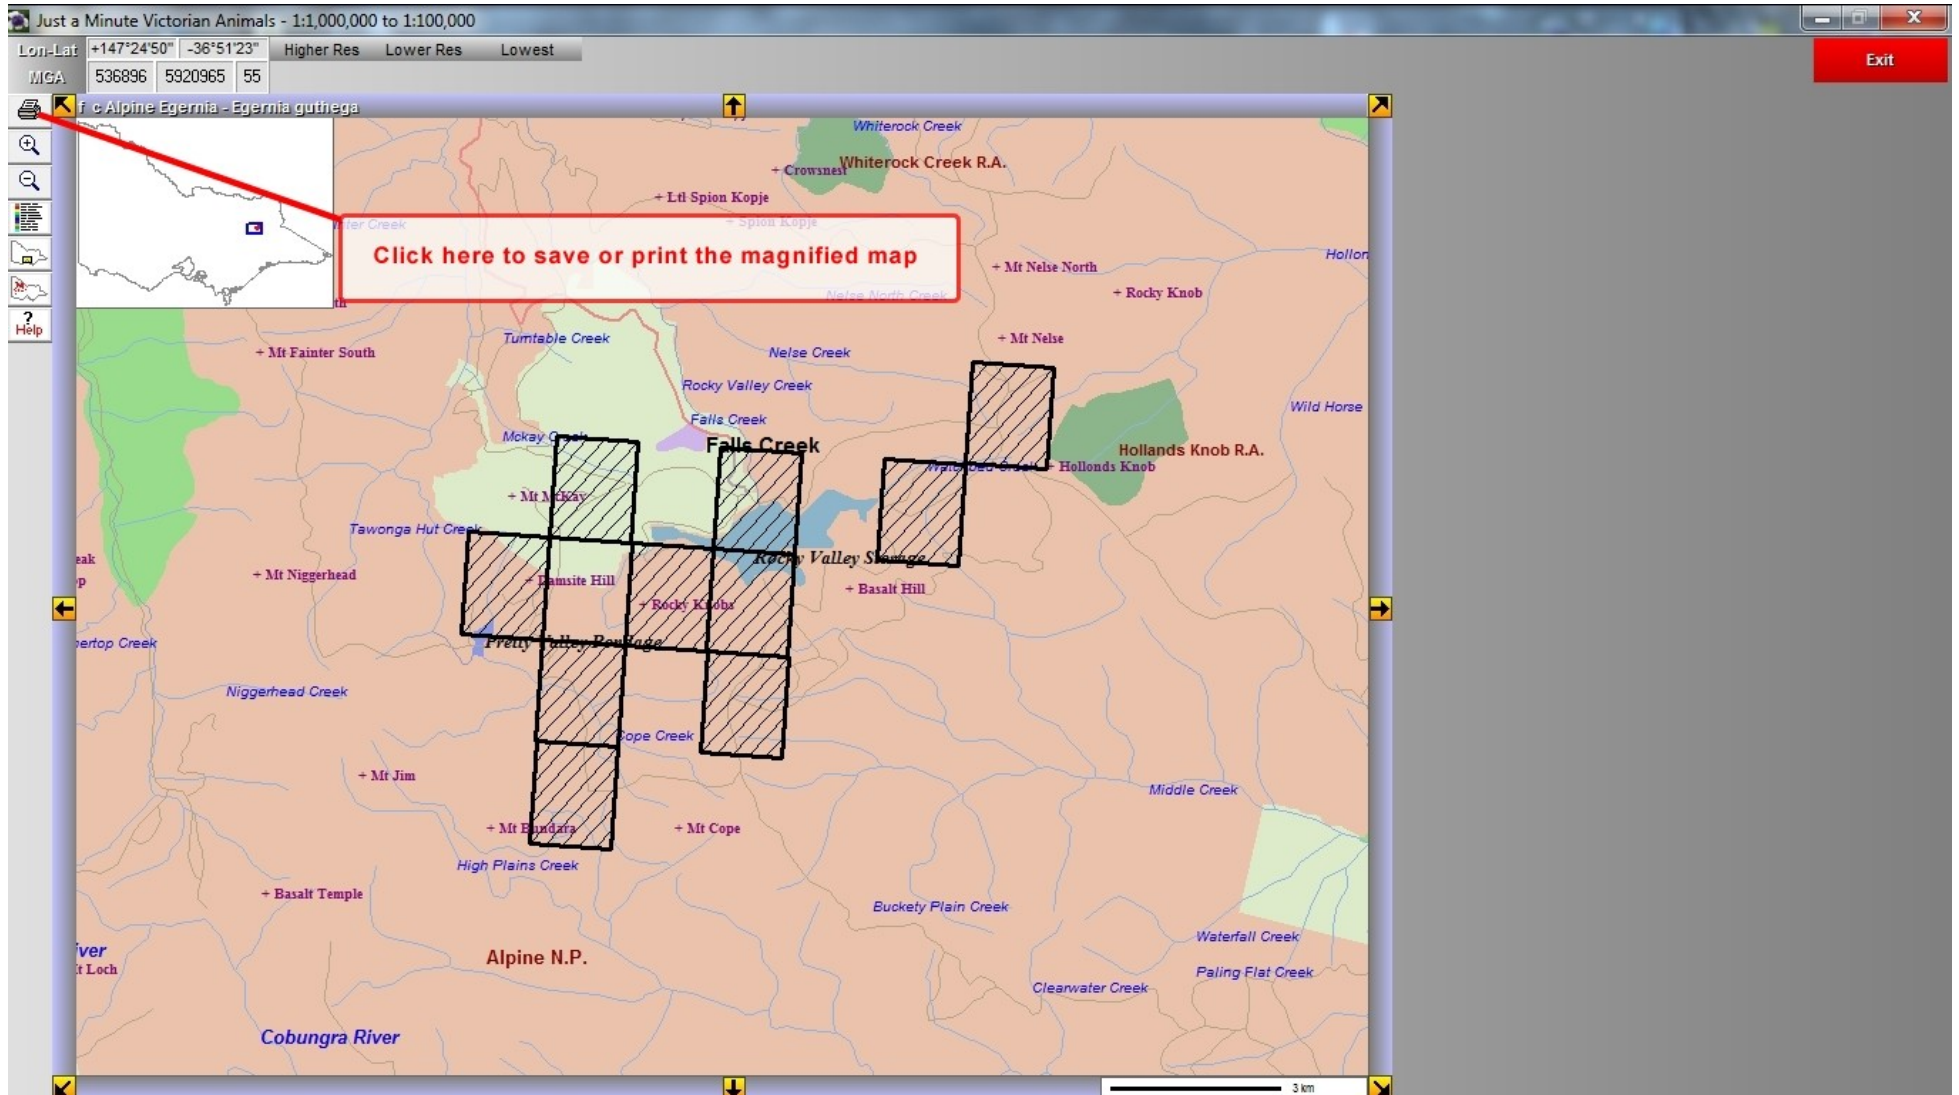 Just a Minute Victorian Animals - 1:1,000,000 to 1:100,000
Lon-Lat +147°24'50" -36°51'23" Higher Res Lower Res Lowest
Exit
MGA 536896 5920965 55
f c Alpine Egernia - Egernia guthega
Whiterock Creek
Whiterock Creek R.A.
+ Crowsnest
+ Ltl Spion Kopje
+ Spion Kopje
Creek
Click here to save or print the magnified map
Hollon
+ Mt Nelse North
+ Rocky Knob
Nelse North Creek
th
? Help
Turntable Creek
+ Mt Nelse
+ Mt Fainter South
Nelse Creek
Rocky Valley Creek
Wild Horse
Falls Creek
Mckay Creek
Falls Creek
Hollands Knob R.A.
+ Hollonds Knob
+ Mt McKay
Tawonga Hut Creek
eak
Rocky Valley Storage
+ Mt Niggerhead
p
+ Damsite Hill
+ Basalt Hill
+ Rocky Knobs
ertop Creek
Pretty Valley Pondage
Niggerhead Creek
Cope Creek
+ Mt Jim
Middle Creek
+ Mt Bundara
+ Mt Cope
High Plains Creek
+ Basalt Temple
Buckety Plain Creek
Waterfall Creek
iver
Alpine N.P.
t Loch
Paling Flat Creek
Clearwater Creek
Cobungra River
3 km